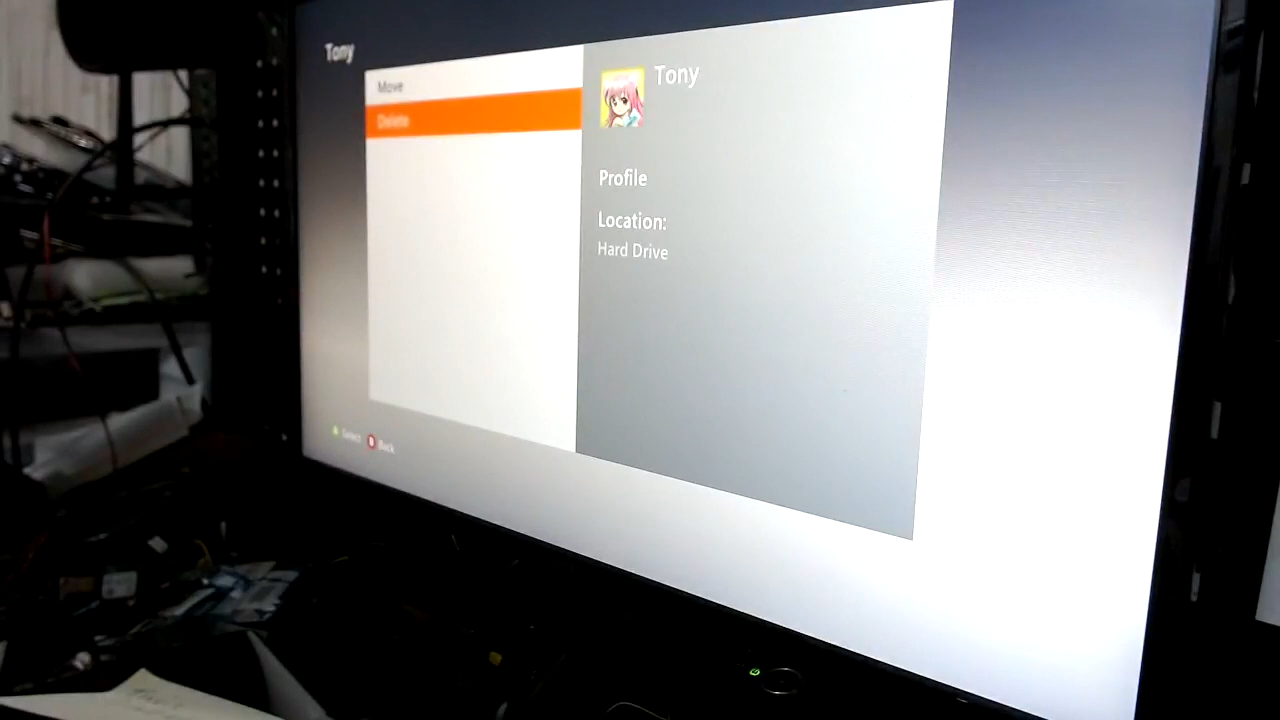 Tony
Move
Delete
Tony
Profile
Location:
Hard Drive
Select
B Back